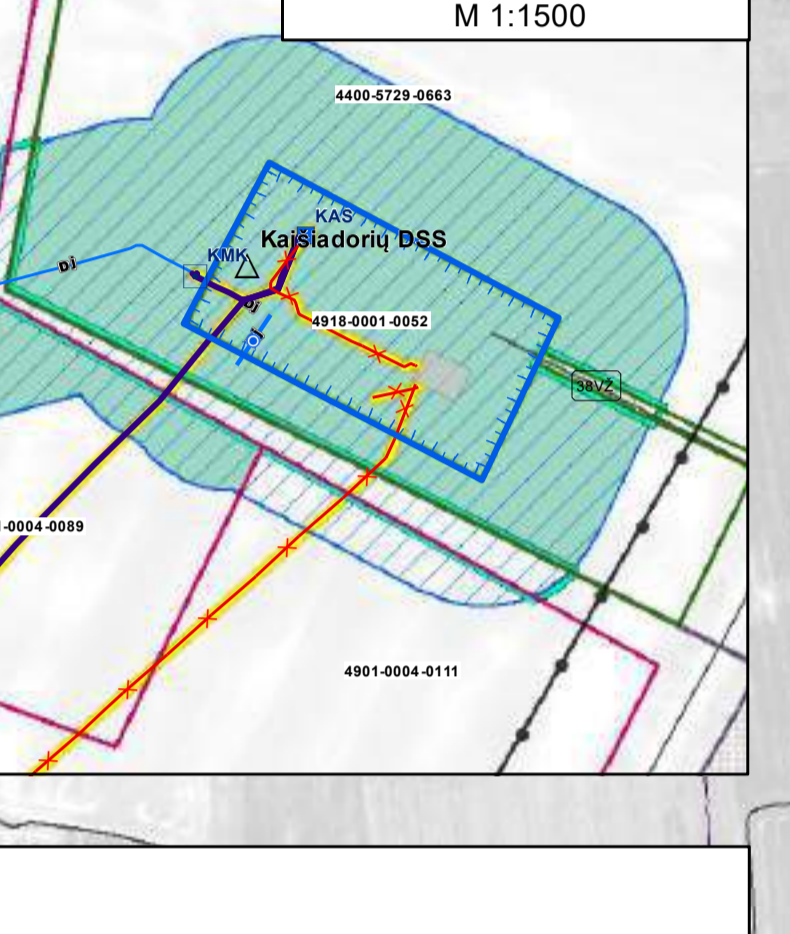 M 1:1500
4400-5729-0663
KAS
Kaišiadorių DSS
KMK
Dj
Dj
4918-0001-0052
38VŽ
-0004-0089
4901-0004-0111